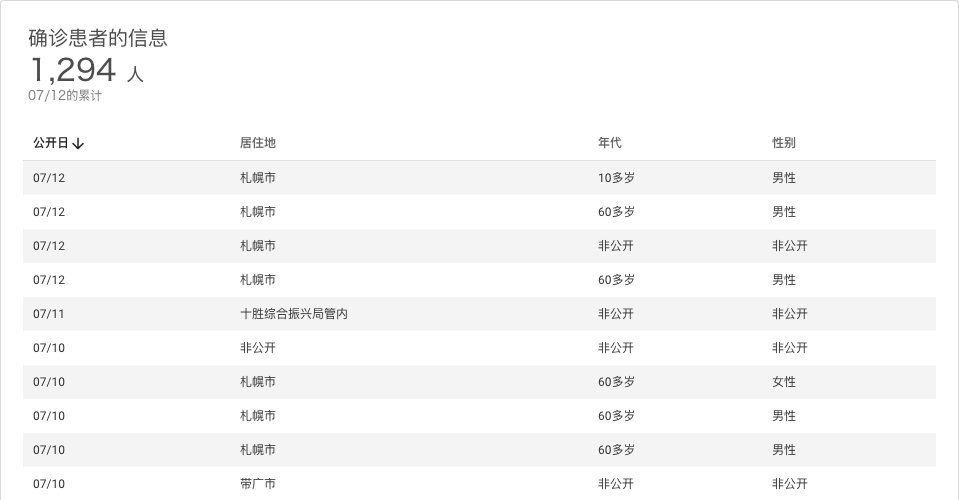 确诊患者的信息
1,294 人
07/12的累计
公开日↓ 居住地 年代 性别
07/12 札幌市 10多岁 男性
07/12 札幌市 60多岁 男性
07/12 札幌市 非公开 非公开
07/12 札幌市 60多岁 男性
07/11 十胜综合振兴局管内 非公开 非公开
07/10 非公开 非公开 非公开
07/10 札幌市 60多岁 女性
07/10 札幌市 60多岁 男性
07/10 札幌市 60多岁 男性
07/10 带广市 非公开 非公开